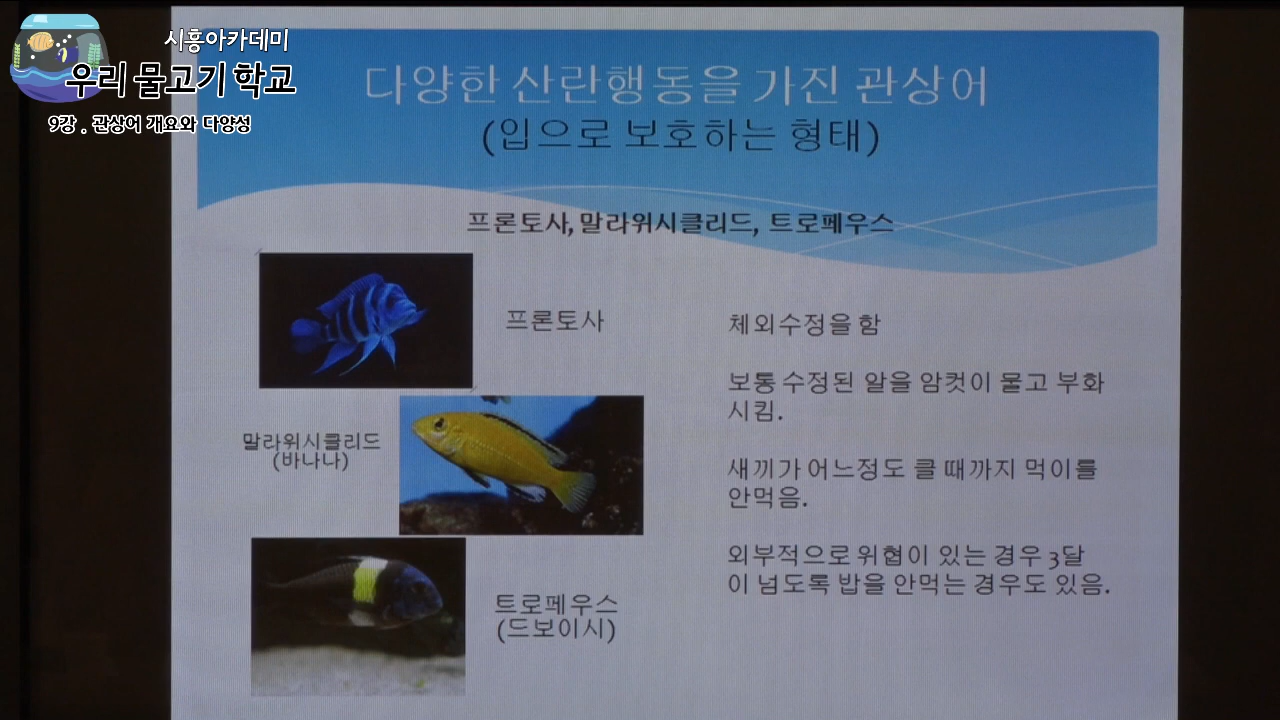 시흥아카데미
우리 물고기 학교
9강 . 관상어 개요와 다양성
다양한 산란행동을 가진 관상어
(입으로 보호하는 형태)
프론토사, 말라위시클리드, 트로페우스
프론토사
말라위시클리드
(바나나)
트로페우스
(드보이시)
체외수정을 함
보통 수정된 알을 암컷이 물고 부화
시킴.
새끼가 어느정도 클 때까지 먹이를
안먹음.
외부적으로 위협이 있는 경우 3달
이 넘도록 밥을 안먹는 경우도 있음.